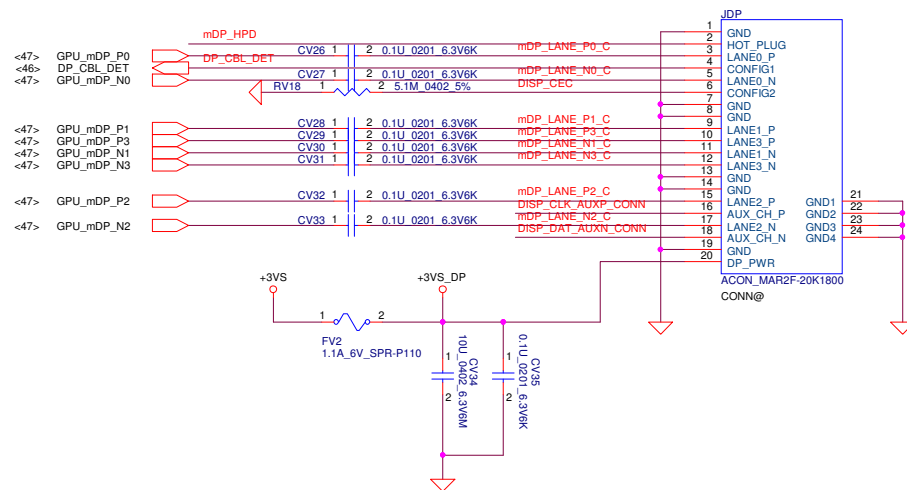 JDP
mDP_HPD
1 GND
2 HOT_PLUG
<47> GPU_mDP_P0 CV26 1 2 0.1U_0201_6.3V6K mDP_LANE_P0_C 3 LANE0_P
<46> DP_CBL_DET DP_CBL_DET 4 CONFIG1
<47> GPU_mDP_N0 CV27 1 2 0.1U_0201_6.3V6K mDP_LANE_N0_C 5 LANE0_N
RV18 1 2 5.1M_0402_5% DISP_CEC 6 CONFIG2
7 GND
8 GND
<47> GPU_mDP_P1 CV28 1 2 0.1U_0201_6.3V6K mDP_LANE_P1_C 9 LANE1_P
<47> GPU_mDP_P3 CV29 1 2 0.1U_0201_6.3V6K mDP_LANE_P3_C 10 LANE3_P
<47> GPU_mDP_N1 CV30 1 2 0.1U_0201_6.3V6K mDP_LANE_N1_C 11 LANE1_N
<47> GPU_mDP_N3 CV31 1 2 0.1U_0201_6.3V6K mDP_LANE_N3_C 12 LANE3_N
13 GND
14 GND
<47> GPU_mDP_P2 CV32 1 2 0.1U_0201_6.3V6K mDP_LANE_P2_C 15 LANE2_P GND1 21
DISP_CLK_AUXP_CONN 16 AUX_CH_P GND2 22
<47> GPU_mDP_N2 CV33 1 2 0.1U_0201_6.3V6K mDP_LANE_N2_C 17 LANE2_N GND3 23
DISP_DAT_AUXN_CONN 18 AUX_CH_N GND4 24
19 GND
20 DP_PWR
ACON_MAR2F-20K1800
CONN@
+3VS +3VS_DP
1 2
FV2
1.1A_6V_SPR-P110
1 2 CV34
10U_0402_6.3V6M
1 2 CV35
0.1U_0201_6.3V6K